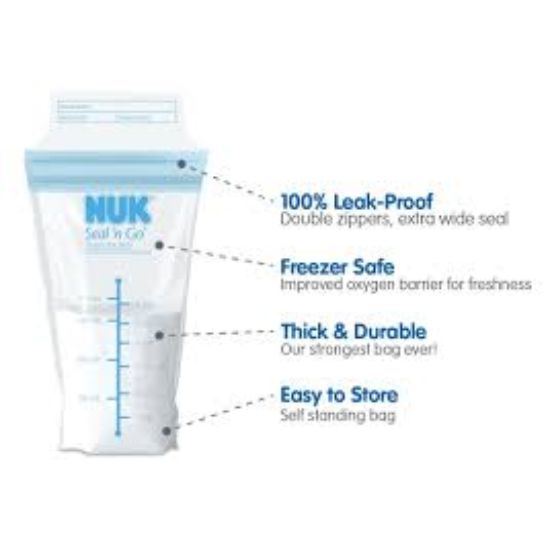 NUK
Seal 'n Go
100% Leak-Proof
Double zippers, extra wide seal
Freezer Safe
Improved oxygen barrier for freshness
Thick & Durable
Our strongest bag ever!
Easy to Store
Self standing bag